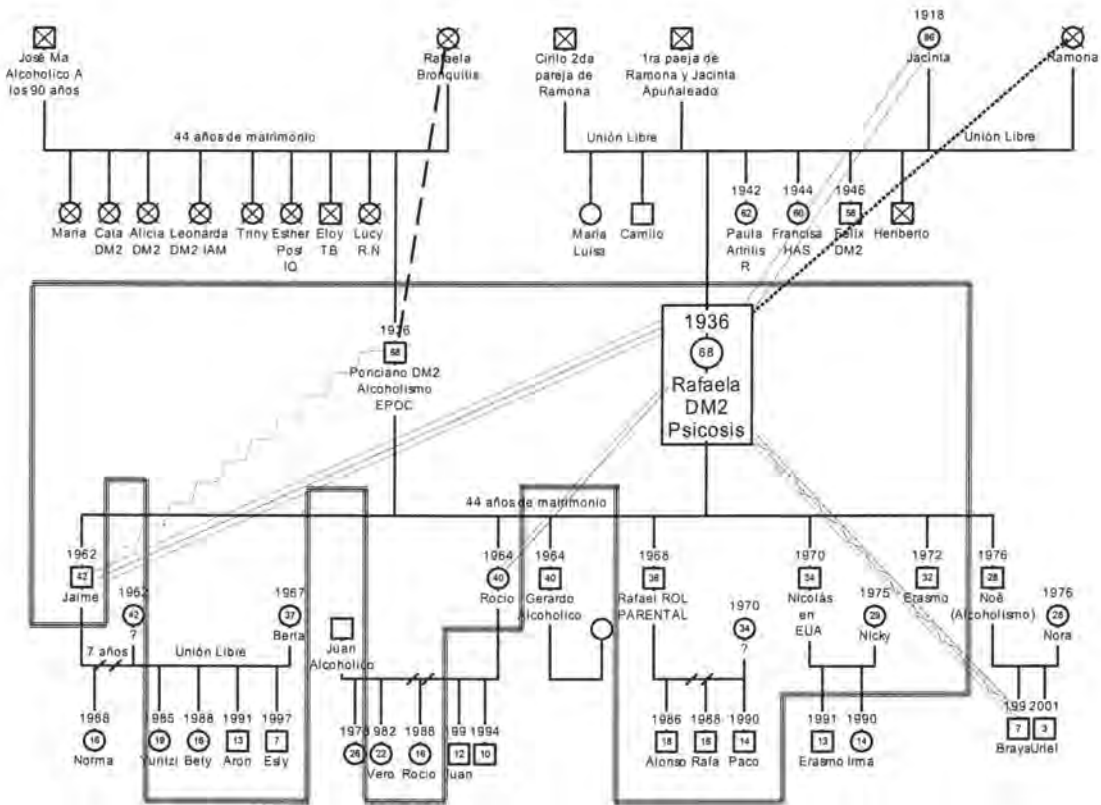 1918
86
José Ma
Alcoholico A
los 90 años
Rafaela
Bronquitis
Cirilo 2da
pareja de
Ramona
1ra paeja de
Ramona y Jacinta
Apuñaleado
Jacinta
Ramona
44 años de matrimonio
Unión Libre
Unión Libre
Maria
Cata
DM2
Alicia
DM2
Leonarda
DM2 IAM
Triny
Esther
Post
IQ
Eloy
TB
Lucy
R.N
Maria
Luisa
Camilo
1942
62
Paula
Artritis
R
1944
60
Francisa
HAS
1946
58
Felix
DM2
Heriberto
1936
68
Ponciano DM2
Alcoholismo
EPOC
1936
68
Rafaela
DM2
Psicosis
44 años de matrimonio
1962
42
Jaime
1962
42
?
1967
37
Berta
Juan
Alcoholico
1964
40
Rocio
1964
40
Gerardo
Alcoholico
1968
36
Rafael ROL
PARENTAL
1970
34
?
1970
34
Nicolás
en
EUA
1975
29
Nicky
1972
32
Erasmo
1976
28
Noê
(Alcoholismo)
1976
28
Nora
7 años
Unión Libre
1988
16
Norma
1985
19
Yuritzi
1988
16
Bety
1991
13
Aron
1997
7
Esly
1978
26
982
22
Vero
1988
16
Rocio
199
12
Juan
1994
10
1986
18
Alonso
1988
16
Rafa
1990
14
Paco
1991
13
Erasmo
1990
14
Irma
199
7
Braya
2001
3
Uriel